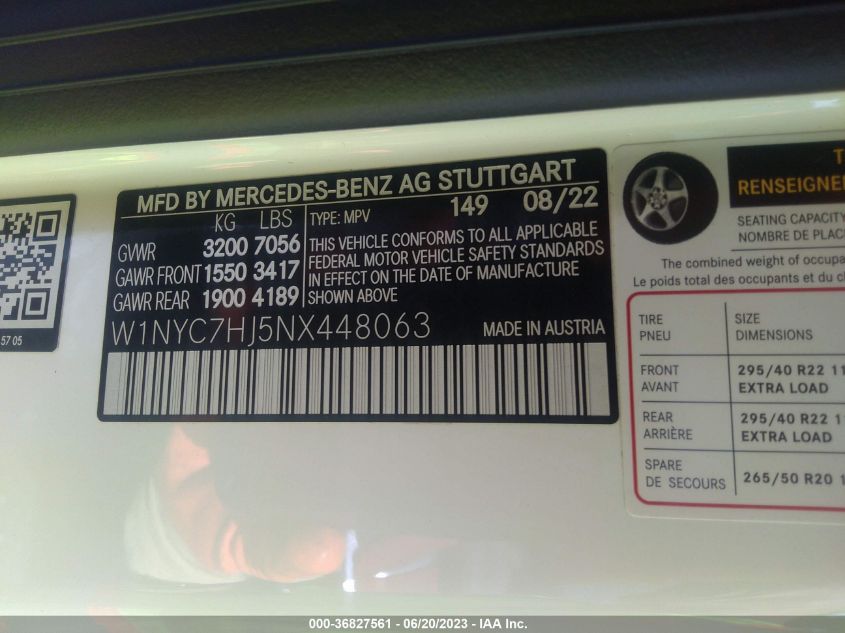 MFD BY MERCEDES-BENZ AG STUTTGART
KG LBS TYPE: MPV 149 08/22
GVWR 3200 7056
GAWR FRONT 1550 3417
GAWR REAR 1900 4189
THIS VEHICLE CONFORMS TO ALL APPLICABLE
FEDERAL MOTOR VEHICLE SAFETY STANDARDS
IN EFFECT ON THE DATE OF MANUFACTURE
SHOWN ABOVE
W1NYC7HJ5NX448063 MADE IN AUSTRIA
5705
RENSEIGNE
SEATING CAPACITY
NOMBRE DE PLAC
The combined weight of occupa
Le poids total des occupants et du ch
TIRE SIZE
PNEU DIMENSIONS
FRONT 295/40 R22 11
AVANT EXTRA LOAD
REAR 295/40 R22 11
ARRIÈRE EXTRA LOAD
SPARE
DE SECOURS 265/50 R20 1
000-36827561 - 06/20/2023 - IAA Inc.